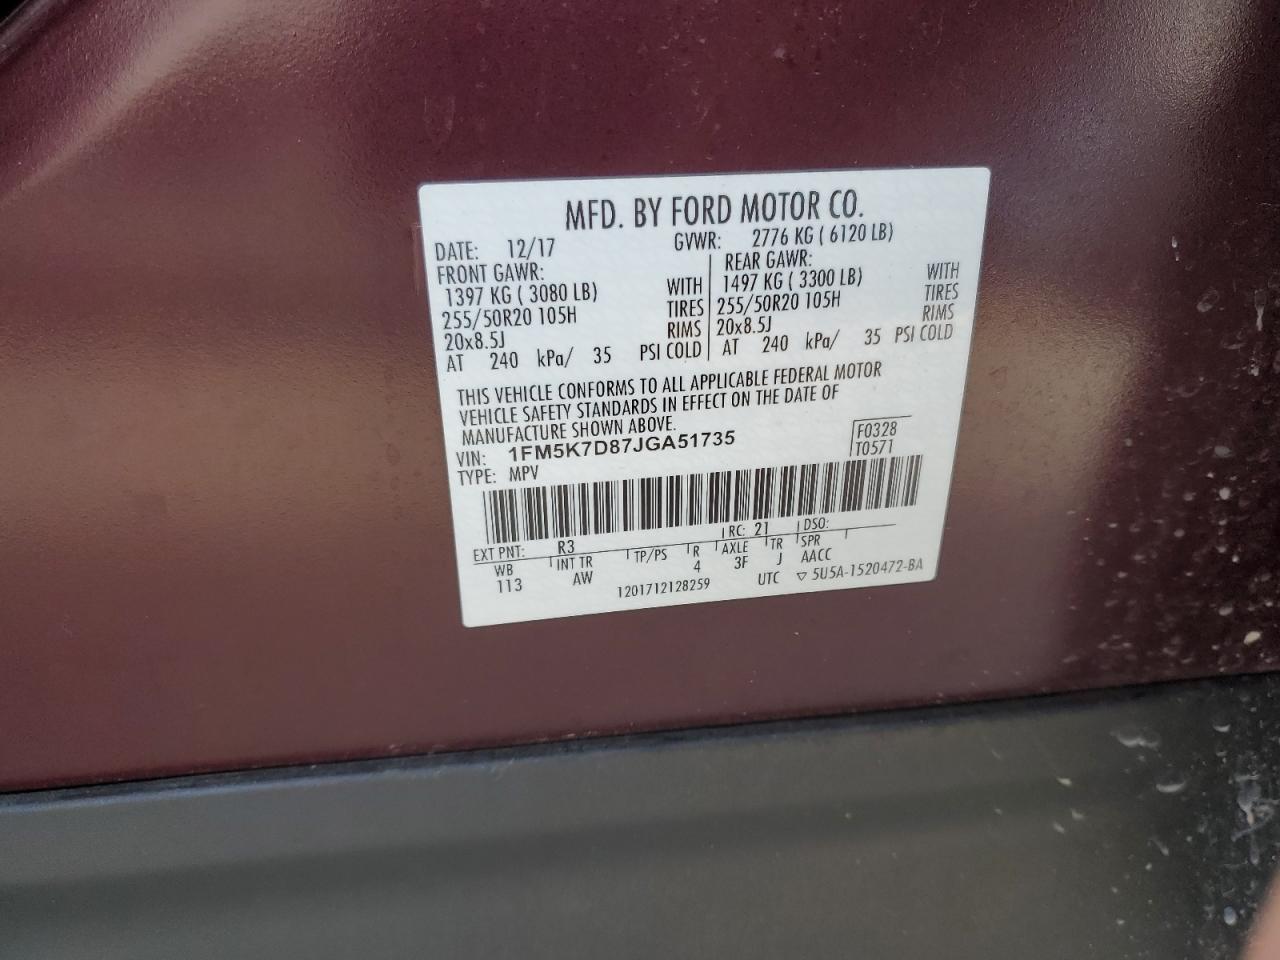 MFD. BY FORD MOTOR CO.
DATE: 12/17 GVWR: 2776 KG ( 6120 LB)
FRONT GAWR: REAR GAWR:
1397 KG ( 3080 LB) WITH 1497 KG ( 3300 LB) WITH
255/50R20 105H TIRES 255/50R20 105H TIRES
20x8.5J RIMS 20x8.5J RIMS
AT 240 kPa/ 35 PSI COLD AT 240 kPa/ 35 PSI COLD
THIS VEHICLE CONFORMS TO ALL APPLICABLE FEDERAL MOTOR
VEHICLE SAFETY STANDARDS IN EFFECT ON THE DATE OF
MANUFACTURE SHOWN ABOVE.
VIN: 1FM5K7D87JGA51735 F0328
TYPE: MPV T0571
EXT PNT: R3 RC: 21 DSO:
WB INT TR TP/PS R AXLE TR SPR
113 AW 4 3F J AACC
1201712128259 UTC ▽ 5U5A-1520472-BA